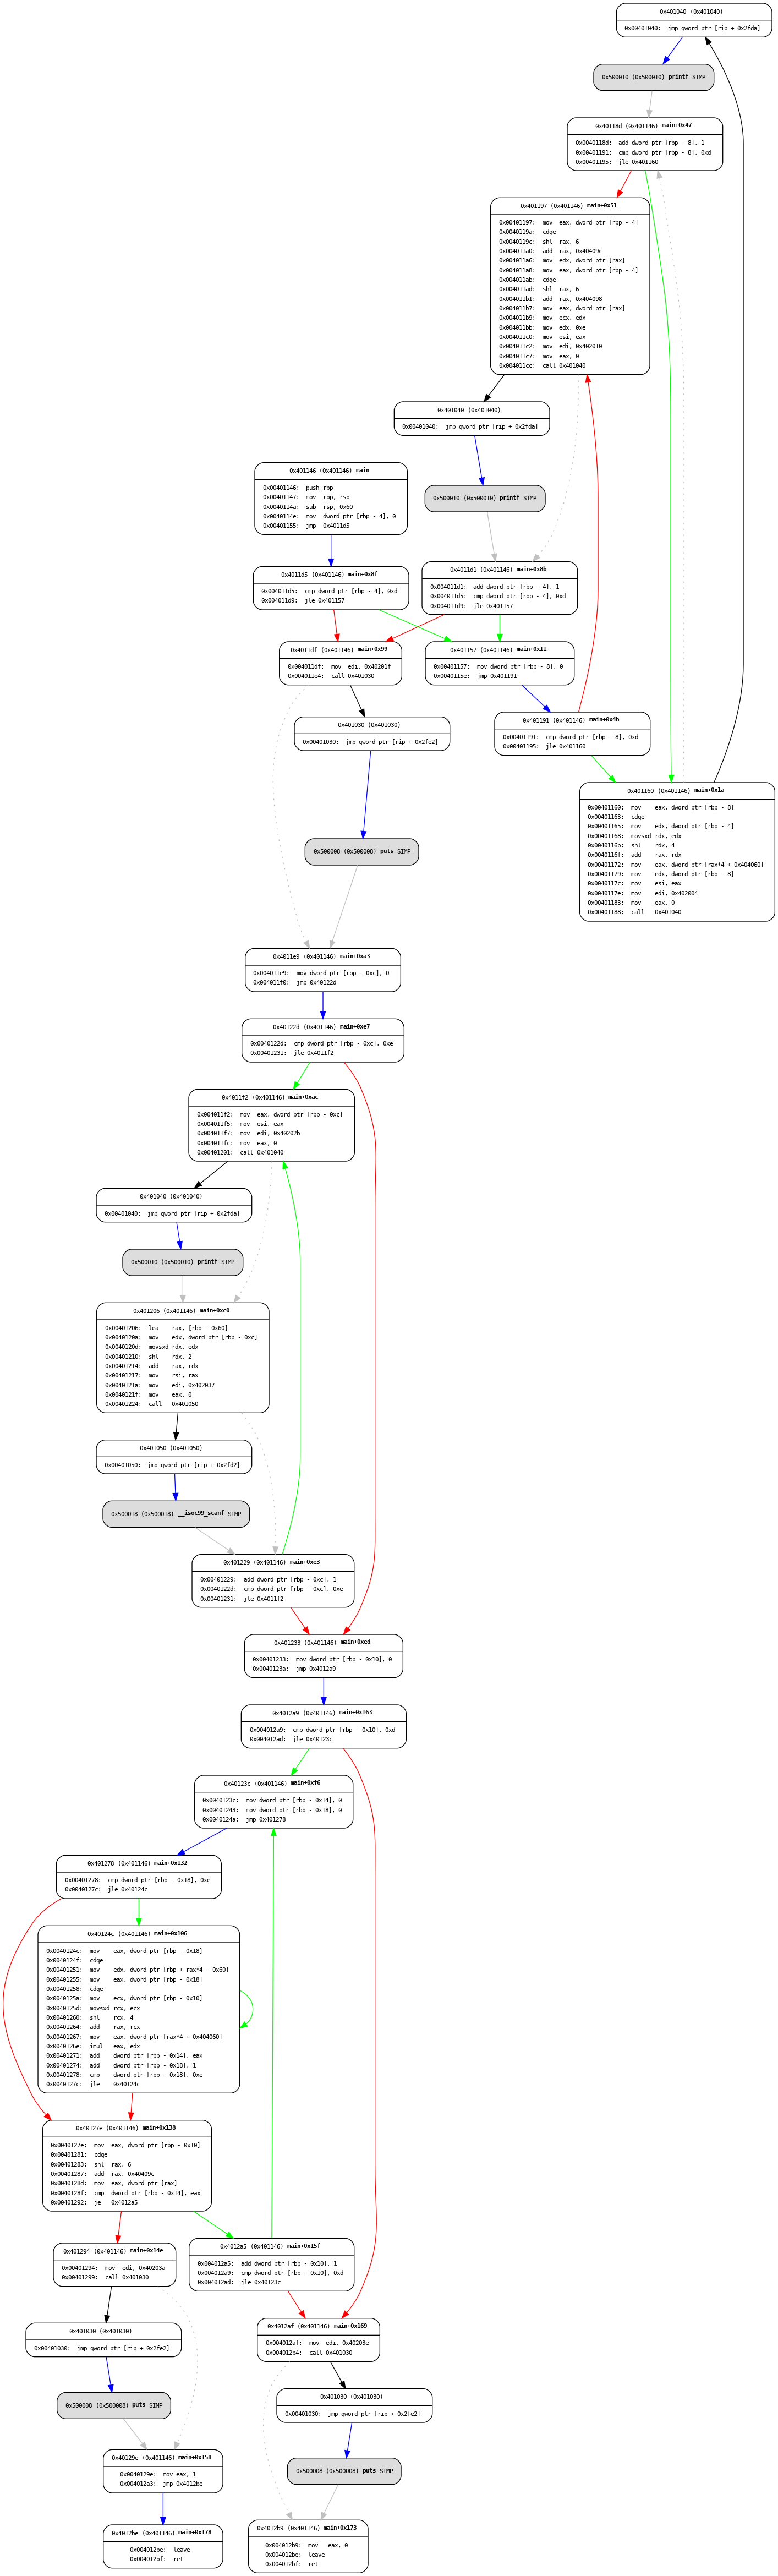 0x401040 (0x401040)
0x00401040: jmp qword ptr [rip + 0x2fda]
0x500010 (0x500010) printf SIMP
0x40118d (0x401146) main+0x47
0x0040118d: add dword ptr [rbp - 8], 1
0x00401191: cmp dword ptr [rbp - 8], 0xd
0x00401195: jle 0x401160
0x401197 (0x401146) main+0x51
0x00401197: mov eax, dword ptr [rbp - 4]
0x0040119a: cdqe
0x0040119c: shl rax, 6
0x004011a0: add rax, 0x40409c
0x004011a6: mov edx, dword ptr [rax]
0x004011a8: mov eax, dword ptr [rbp - 4]
0x004011ab: cdqe
0x004011ad: shl rax, 6
0x004011b1: add rax, 0x404098
0x004011b7: mov eax, dword ptr [rax]
0x004011b9: mov ecx, edx
0x004011bb: mov edx, 0xe
0x004011c0: mov esi, eax
0x004011c2: mov edi, 0x402010
0x004011c7: mov eax, 0
0x004011cc: call 0x401040
0x401040 (0x401040)
0x00401040: jmp qword ptr [rip + 0x2fda]
0x401146 (0x401146) main
0x00401146: push rbp
0x00401147: mov rbp, rsp
0x0040114a: sub rsp, 0x60
0x0040114e: mov dword ptr [rbp - 4], 0
0x00401155: jmp 0x4011d5
0x500010 (0x500010) printf SIMP
0x4011d5 (0x401146) main+0x8f
0x004011d5: cmp dword ptr [rbp - 4], 0xd
0x004011d9: jle 0x401157
0x4011d1 (0x401146) main+0x8b
0x004011d1: add dword ptr [rbp - 4], 1
0x004011d5: cmp dword ptr [rbp - 4], 0xd
0x004011d9: jle 0x401157
0x4011df (0x401146) main+0x99
0x004011df: mov edi, 0x40201f
0x004011e4: call 0x401030
0x401157 (0x401146) main+0x11
0x00401157: mov dword ptr [rbp - 8], 0
0x0040115e: jmp 0x401191
0x401030 (0x401030)
0x00401030: jmp qword ptr [rip + 0x2fe2]
0x401191 (0x401146) main+0x4b
0x00401191: cmp dword ptr [rbp - 8], 0xd
0x00401195: jle 0x401160
0x401160 (0x401146) main+0x1a
0x00401160: mov eax, dword ptr [rbp - 8]
0x00401163: cdqe
0x00401165: mov edx, dword ptr [rbp - 4]
0x00401168: movsxd rdx, edx
0x0040116b: shl rdx, 4
0x0040116f: add rax, rdx
0x00401172: mov eax, dword ptr [rax*4 + 0x404060]
0x00401179: mov edx, dword ptr [rbp - 8]
0x0040117c: mov esi, eax
0x0040117e: mov edi, 0x402004
0x00401183: mov eax, 0
0x00401188: call 0x401040
0x500008 (0x500008) puts SIMP
0x4011e9 (0x401146) main+0xa3
0x004011e9: mov dword ptr [rbp - 0xc], 0
0x004011f0: jmp 0x40122d
0x40122d (0x401146) main+0xe7
0x0040122d: cmp dword ptr [rbp - 0xc], 0xe
0x00401231: jle 0x4011f2
0x4011f2 (0x401146) main+0xac
0x004011f2: mov eax, dword ptr [rbp - 0xc]
0x004011f5: mov esi, eax
0x004011f7: mov edi, 0x40202b
0x004011fc: mov eax, 0
0x00401201: call 0x401040
0x401040 (0x401040)
0x00401040: jmp qword ptr [rip + 0x2fda]
0x500010 (0x500010) printf SIMP
0x401206 (0x401146) main+0xc0
0x00401206: lea rax, [rbp - 0x60]
0x0040120a: mov edx, dword ptr [rbp - 0xc]
0x0040120d: movsxd rdx, edx
0x00401210: shl rdx, 2
0x00401214: add rax, rdx
0x00401217: mov rsi, rax
0x0040121a: mov edi, 0x402037
0x0040121f: mov eax, 0
0x00401224: call 0x401050
0x401050 (0x401050)
0x00401050: jmp qword ptr [rip + 0x2fd2]
0x500018 (0x500018) __isoc99_scanf SIMP
0x401229 (0x401146) main+0xe3
0x00401229: add dword ptr [rbp - 0xc], 1
0x0040122d: cmp dword ptr [rbp - 0xc], 0xe
0x00401231: jle 0x4011f2
0x401233 (0x401146) main+0xed
0x00401233: mov dword ptr [rbp - 0x10], 0
0x0040123a: jmp 0x4012a9
0x4012a9 (0x401146) main+0x163
0x004012a9: cmp dword ptr [rbp - 0x10], 0xd
0x004012ad: jle 0x40123c
0x40123c (0x401146) main+0xf6
0x0040123c: mov dword ptr [rbp - 0x14], 0
0x00401243: mov dword ptr [rbp - 0x18], 0
0x0040124a: jmp 0x401278
0x401278 (0x401146) main+0x132
0x00401278: cmp dword ptr [rbp - 0x18], 0xe
0x0040127c: jle 0x40124c
0x40124c (0x401146) main+0x106
0x0040124c: mov eax, dword ptr [rbp - 0x18]
0x0040124f: cdqe
0x00401251: mov edx, dword ptr [rbp + rax*4 - 0x60]
0x00401255: mov eax, dword ptr [rbp - 0x18]
0x00401258: cdqe
0x0040125a: mov ecx, dword ptr [rbp - 0x10]
0x0040125d: movsxd rcx, ecx
0x00401260: shl rcx, 4
0x00401264: add rax, rcx
0x00401267: mov eax, dword ptr [rax*4 + 0x404060]
0x0040126e: imul eax, edx
0x00401271: add dword ptr [rbp - 0x14], eax
0x00401274: add dword ptr [rbp - 0x18], 1
0x00401278: cmp dword ptr [rbp - 0x18], 0xe
0x0040127c: jle 0x40124c
0x40127e (0x401146) main+0x138
0x0040127e: mov eax, dword ptr [rbp - 0x10]
0x00401281: cdqe
0x00401283: shl rax, 6
0x00401287: add rax, 0x40409c
0x0040128d: mov eax, dword ptr [rax]
0x0040128f: cmp dword ptr [rbp - 0x14], eax
0x00401292: je 0x4012a5
0x401294 (0x401146) main+0x14e
0x00401294: mov edi, 0x40203a
0x00401299: call 0x401030
0x4012a5 (0x401146) main+0x15f
0x004012a5: add dword ptr [rbp - 0x10], 1
0x004012a9: cmp dword ptr [rbp - 0x10], 0xd
0x004012ad: jle 0x40123c
0x401030 (0x401030)
0x00401030: jmp qword ptr [rip + 0x2fe2]
0x4012af (0x401146) main+0x169
0x004012af: mov edi, 0x40203e
0x004012b4: call 0x401030
0x500008 (0x500008) puts SIMP
0x401030 (0x401030)
0x00401030: jmp qword ptr [rip + 0x2fe2]
0x40129e (0x401146) main+0x158
0x0040129e: mov eax, 1
0x004012a3: jmp 0x4012be
0x500008 (0x500008) puts SIMP
0x4012be (0x401146) main+0x178
0x004012be: leave
0x004012bf: ret
0x4012b9 (0x401146) main+0x173
0x004012b9: mov eax, 0
0x004012be: leave
0x004012bf: ret